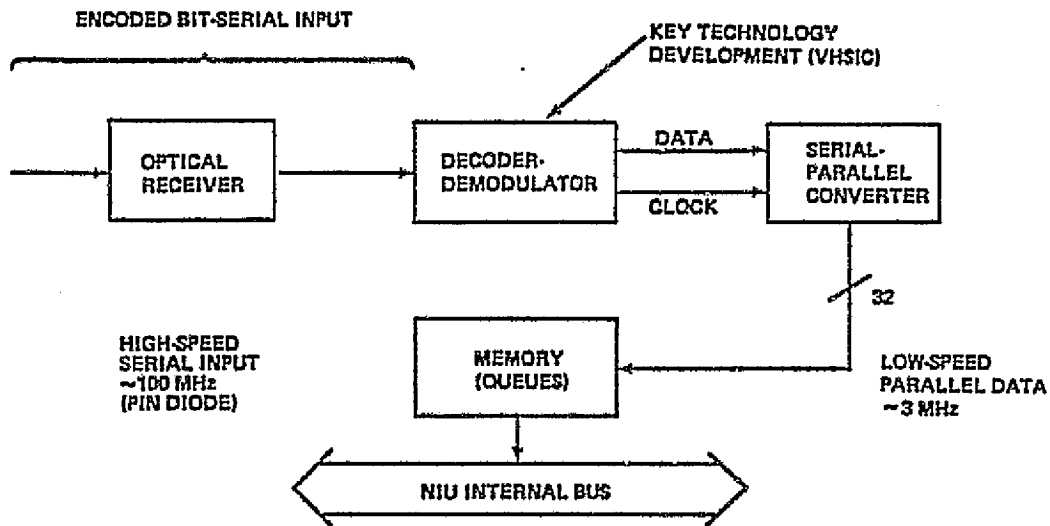 ENCODED BIT-SERIAL INPUT
KEY TECHNOLOGY
DEVELOPMENT (VHSIC)
OPTICAL
RECEIVER
DECODER-
DEMODULATOR
DATA
CLOCK
SERIAL-
PARALLEL
CONVERTER
32
HIGH-SPEED
SERIAL INPUT
~100 MHz
(PIN DIODE)
MEMORY
(QUEUES)
LOW-SPEED
PARALLEL DATA
~3 MHz
NIU INTERNAL BUS